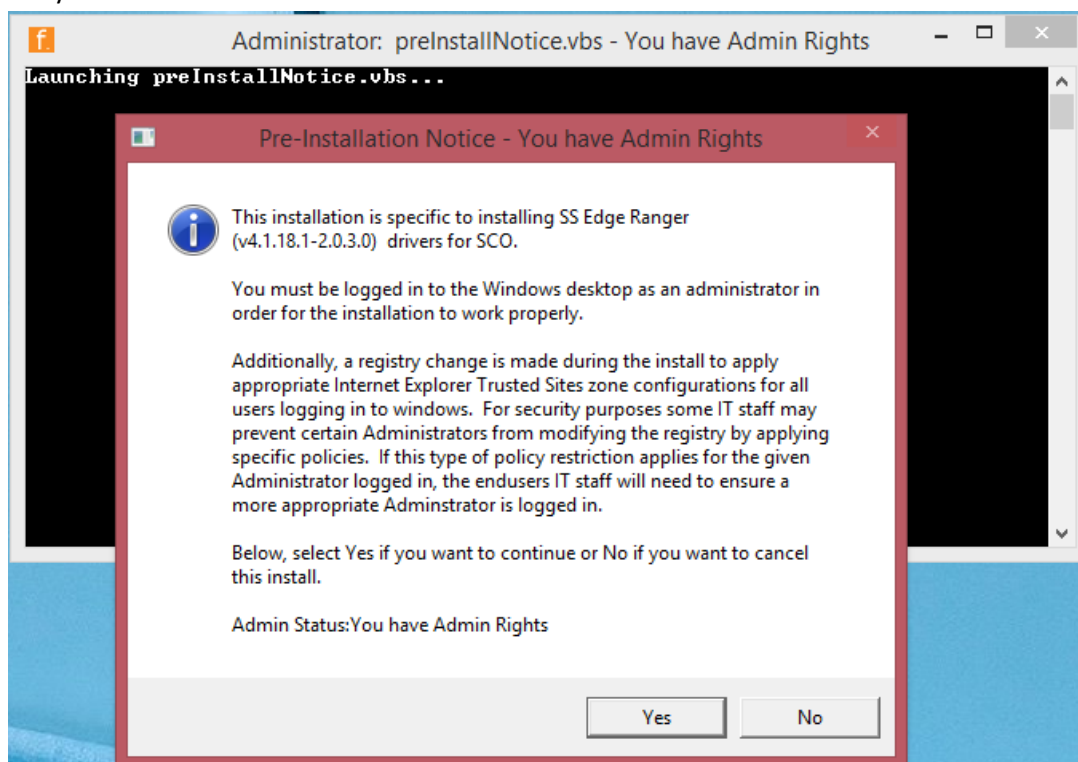 f.
Administrator: preInstallNotice.vbs - You have Admin Rights
Launching preInstallNotice.vbs...
Pre-Installation Notice - You have Admin Rights
This installation is specific to installing SS Edge Ranger
(v4.1.18.1-2.0.3.0) drivers for SCO.
You must be logged in to the Windows desktop as an administrator in
order for the installation to work properly.
Additionally, a registry change is made during the install to apply
appropriate Internet Explorer Trusted Sites zone configurations for all
users logging in to windows. For security purposes some IT staff may
prevent certain Administrators from modifying the registry by applying
specific policies. If this type of policy restriction applies for the given
Administrator logged in, the endusers IT staff will need to ensure a
more appropriate Adminstrator is logged in.
Below, select Yes if you want to continue or No if you want to cancel
this install.
Admin Status:You have Admin Rights
Yes
No